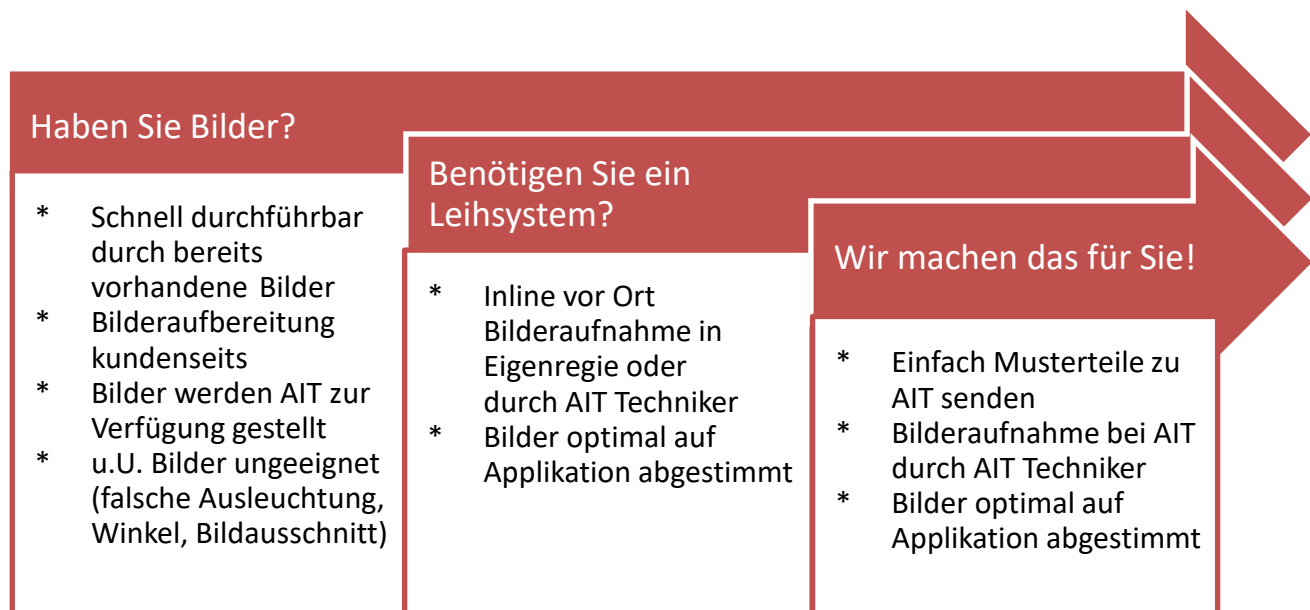 Haben Sie Bilder?
* Schnell durchführbar
durch bereits
vorhandene Bilder
* Bilderaufbereitung
kundenseits
* Bilder werden AIT zur
Verfügung gestellt
* u.U. Bilder ungeeignet
(falsche Ausleuchtung,
Winkel, Bildausschnitt)
Benötigen Sie ein
Leihsystem?
* Inline vor Ort
Bilderaufnahme in
Eigenregie oder
durch AIT Techniker
* Bilder optimal auf
Applikation abgestimmt
Wir machen das für Sie!
* Einfach Musterteile zu
AIT senden
* Bilderaufnahme bei AIT
durch AIT Techniker
* Bilder optimal auf
Applikation abgestimmt